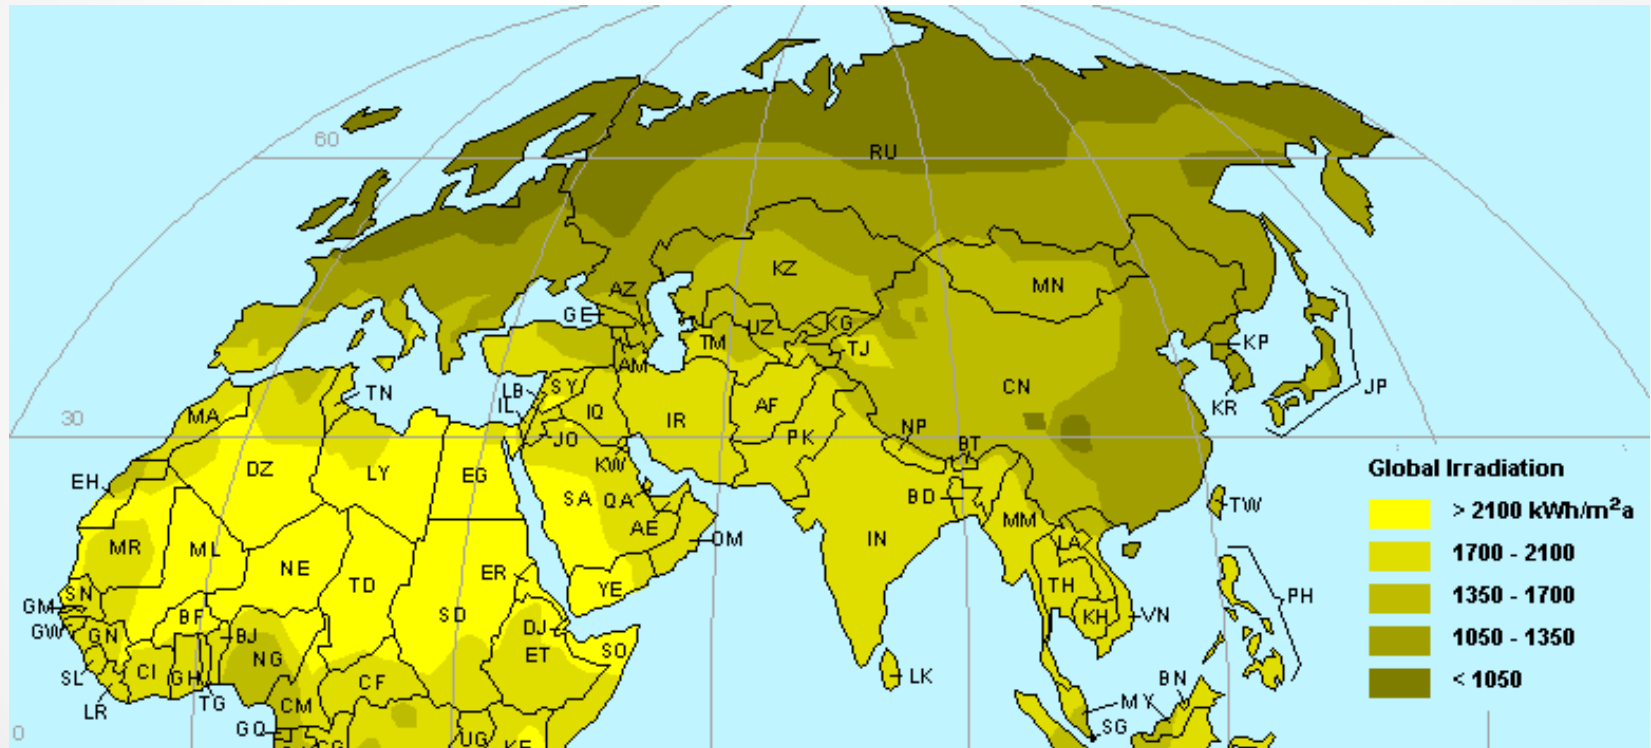 60
RU
KZ
MN
AZ
GE
UZ
KG
TM
TJ
AM
KP
LB
SY
TN
IL
CN
JP
MA
IQ
IR
AF
KR
30
JO
PK
NP
BT
DZ
LY
EG
KW
EH
SA
QA
BD
TW
AE
MM
MR
ML
OM
IN
LA
NE
TD
ER
YE
TH
SN
GM
BF
SD
KH
VN
PH
GW
GN
BJ
DJ
NG
ET
SO
SL
CI
GH
CF
LK
BN
LR
TG
CM
MY
GQ
SG
0
UG
KE
Global Irradiation
> 2100 kWh/m²a
1700 - 2100
1350 - 1700
1050 - 1350
< 1050